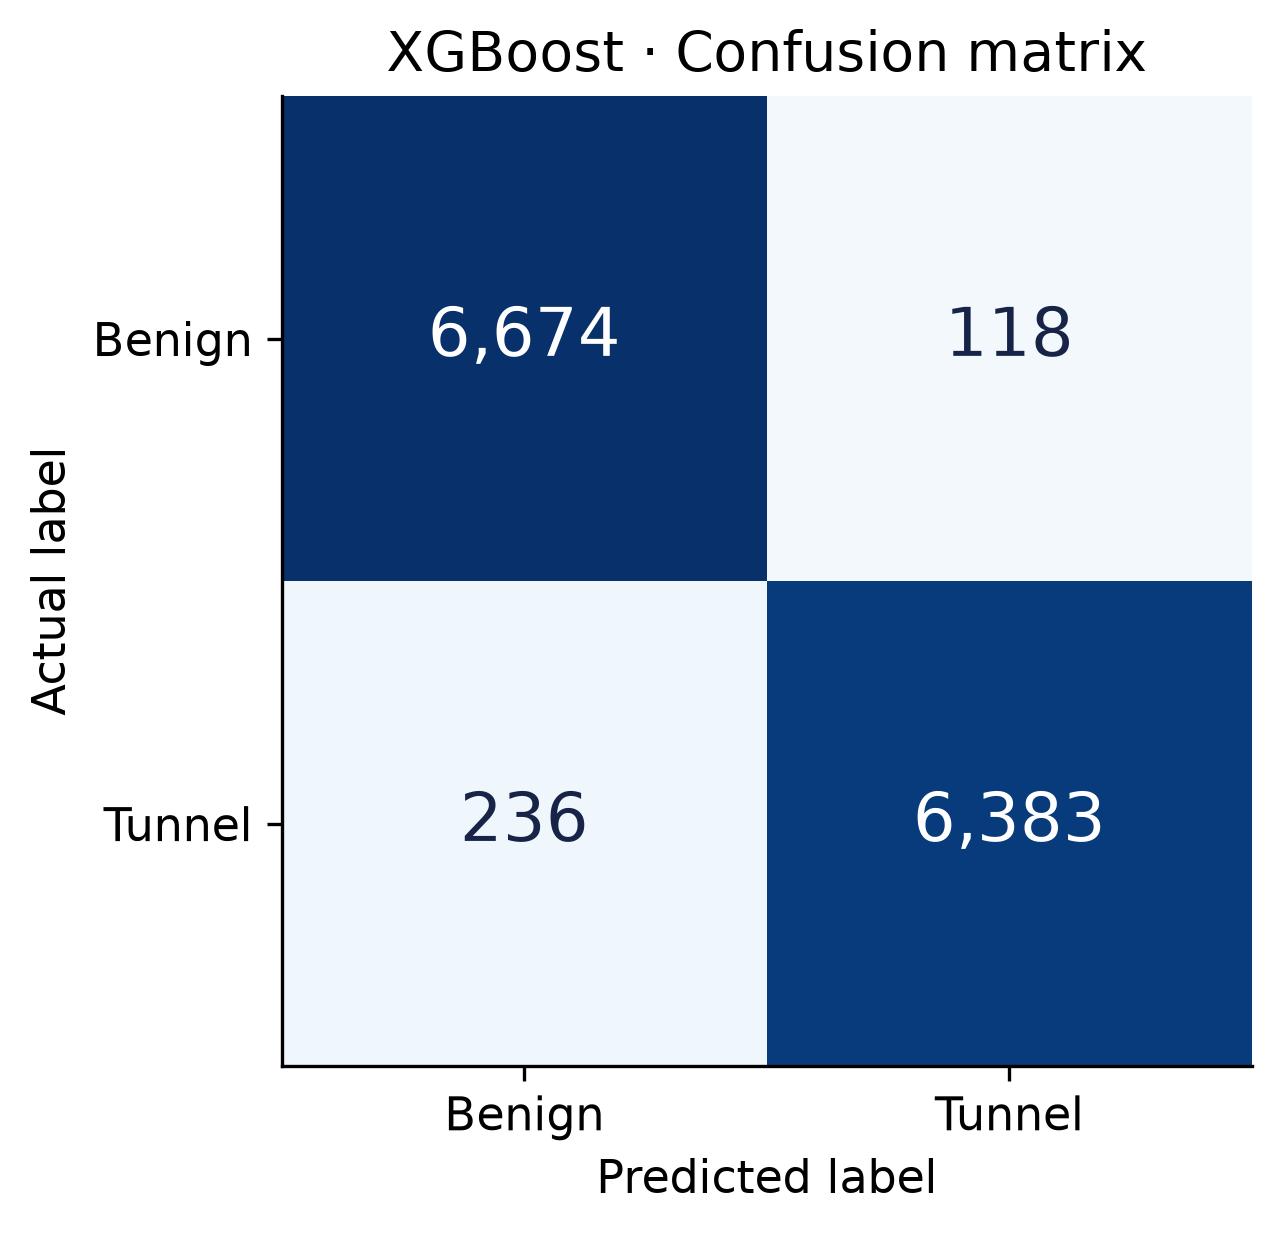 XGBoost · Confusion matrix
Actual label
Benign
6,674
118
Tunnel
236
6,383
Benign
Tunnel
Predicted label